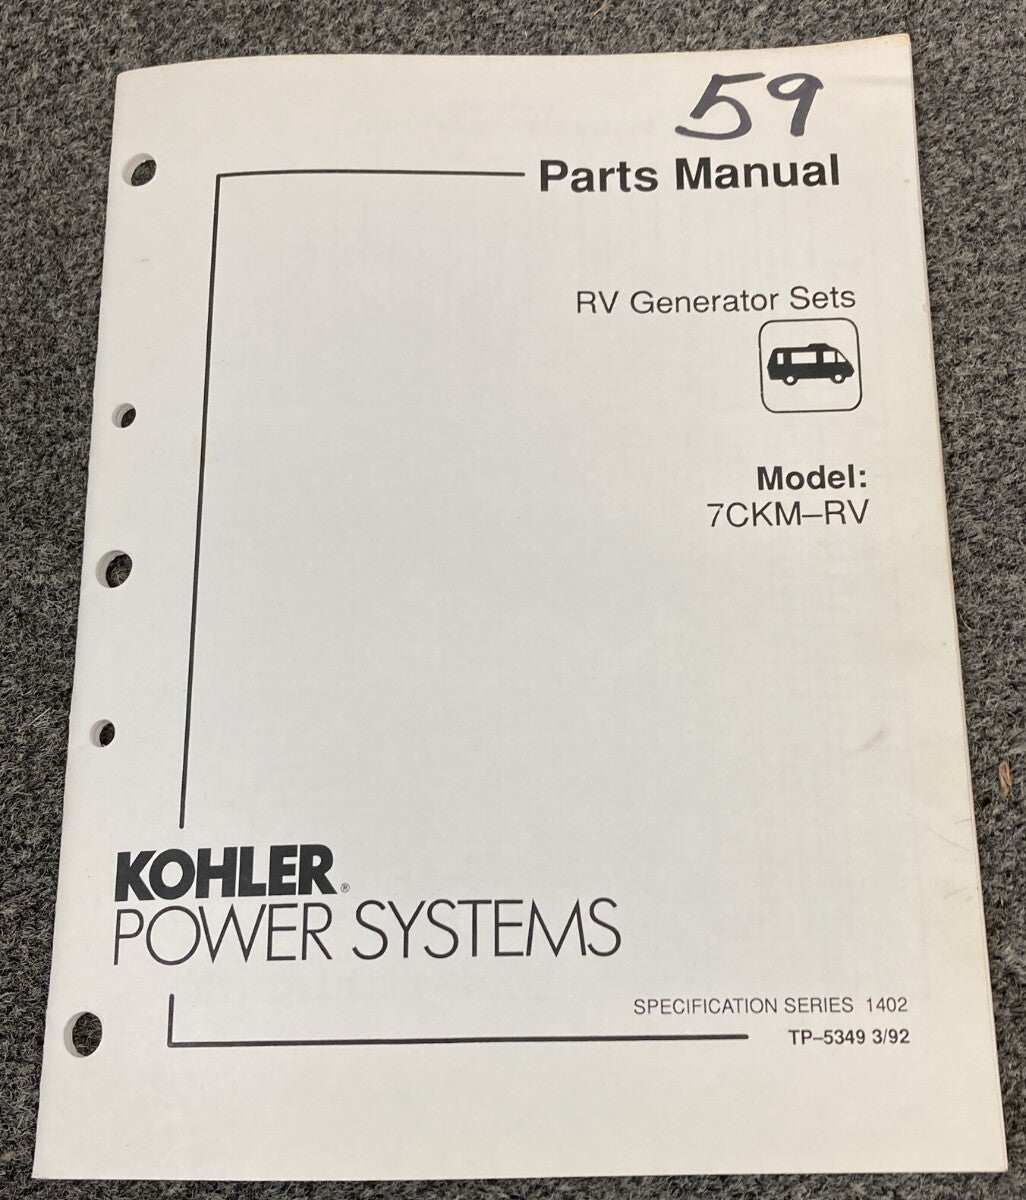 59
Parts Manual
RV Generator Sets
Model:
7CKM–RV
KOHLER®
POWER SYSTEMS
SPECIFICATION SERIES 1402
TP–5349 3/92